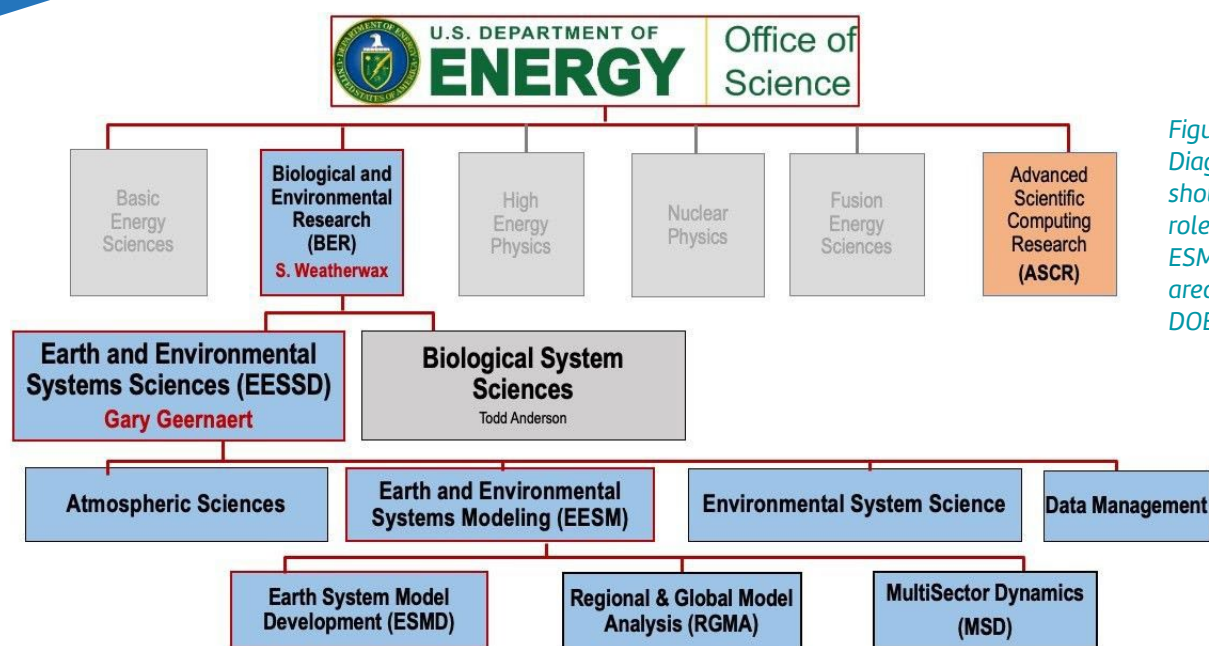 U.S. DEPARTMENT OF
ENERGY
Office of
Science
Basic
Energy
Sciences
Biological and
Environmental
Research
(BER)
S. Weatherwax
High
Energy
Physics
Nuclear
Physics
Fusion
Energy
Sciences
Advanced
Scientific
Computing
Research
(ASCR)
Earth and Environmental
Systems Sciences (EESSD)
Gary Geernaert
Biological System
Sciences
Todd Anderson
Atmospheric Sciences
Earth and Environmental
Systems Modeling (EESM)
Environmental System Science
Data Management
Earth System Model
Development (ESMD)
Regional & Global Model
Analysis (RGMA)
MultiSector Dynamics
(MSD)